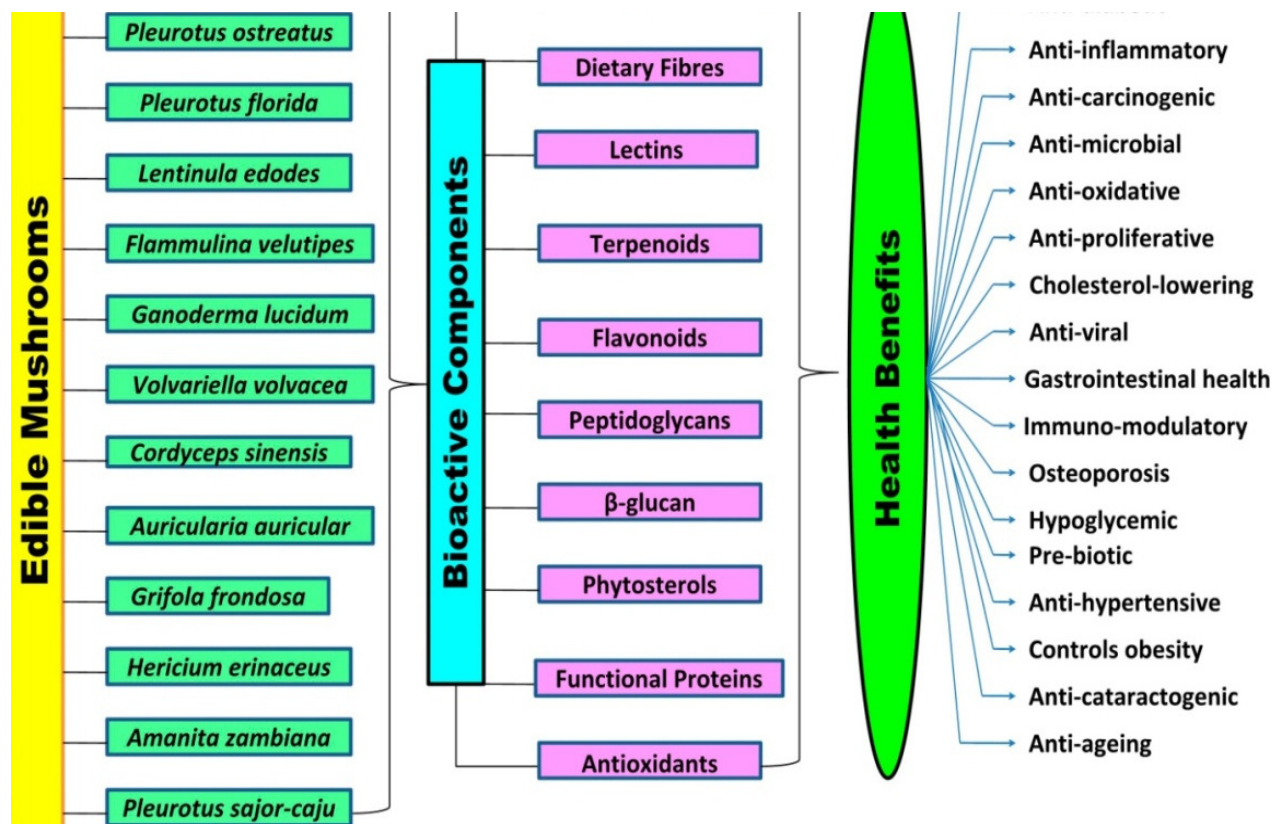 Edible Mushrooms
Pleurotus ostreatus
Pleurotus florida
Lentinula edodes
Flammulina velutipes
Ganoderma lucidum
Volvariella volvacea
Cordyceps sinensis
Auricularia auricular
Grifola frondosa
Hericium erinaceus
Amanita zambiana
Pleurotus sajor-caju
Bioactive Components
Dietary Fibres
Lectins
Terpenoids
Flavonoids
Peptidoglycans
β-glucan
Phytosterols
Functional Proteins
Antioxidants
Health Benefits
Anti-inflammatory
Anti-carcinogenic
Anti-microbial
Anti-oxidative
Anti-proliferative
Cholesterol-lowering
Anti-viral
Gastrointestinal health
Immuno-modulatory
Osteoporosis
Hypoglycemic
Pre-biotic
Anti-hypertensive
Controls obesity
Anti-cataractogenic
Anti-ageing